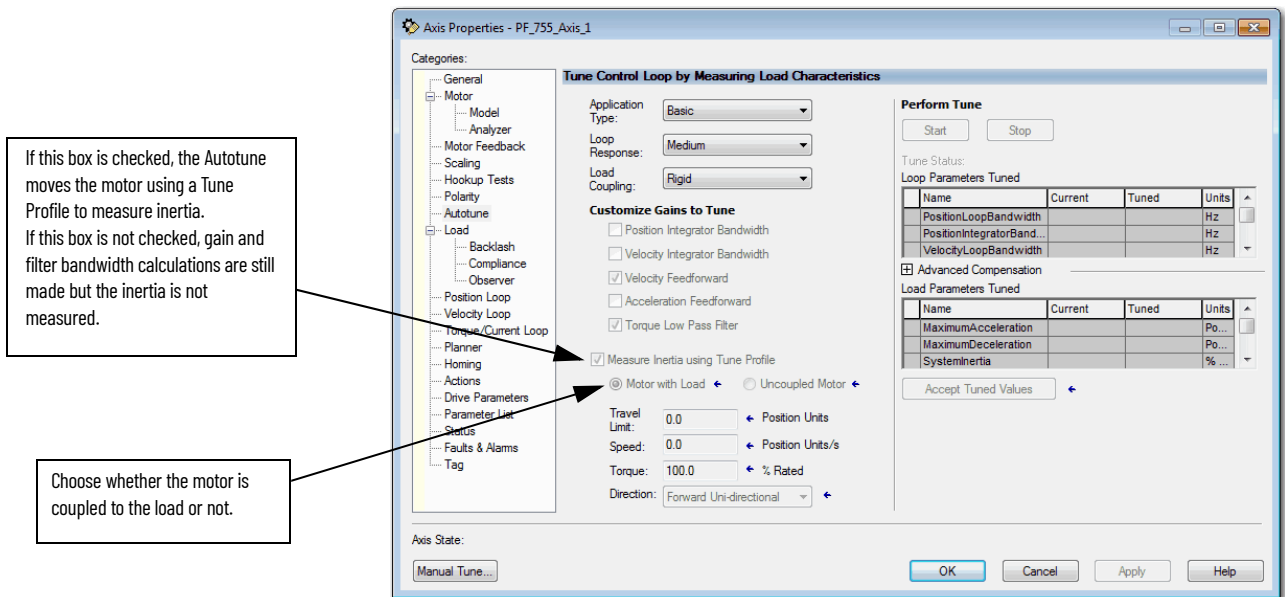 Axis Properties - PF_755_Axis_1
Categories:
General
Motor
Model
Analyzer
Motor Feedback
Scaling
Hookup Tests
Polarity
Autotune
Load
Backlash
Compliance
Observer
Position Loop
Velocity Loop
Torque/Current Loop
Planner
Homing
Actions
Drive Parameters
Parameter List
Status
Faults & Alarms
Tag
If this box is checked, the Autotune
moves the motor using a Tune
Profile to measure inertia.
If this box is not checked, gain and
filter bandwidth calculations are still
made but the inertia is not
measured.
Choose whether the motor is
coupled to the load or not.
Tune Control Loop by Measuring Load Characteristics
Application
Type: Basic
Loop
Response: Medium
Load
Coupling: Rigid
Customize Gains to Tune
Position Integrator Bandwidth
Velocity Integrator Bandwidth
Velocity Feedforward
Acceleration Feedforward
Torque Low Pass Filter
Measure Inertia using Tune Profile
Motor with Load Uncoupled Motor
Travel
Limit: 0.0 Position Units
Speed: 0.0 Position Units/s
Torque: 100.0 % Rated
Direction: Forward Uni-directional
Perform Tune
Start Stop
Tune Status:
Loop Parameters Tuned
Name Current Tuned Units
PositionLoopBandwidth Hz
PositionIntegratorBand... Hz
VelocityLoopBandwidth Hz
Advanced Compensation
Load Parameters Tuned
Name Current Tuned Units
MaximumAcceleration Po...
MaximumDeceleration Po...
SystemInertia % ...
Accept Tuned Values
Axis State:
Manual Tune... OK Cancel Apply Help